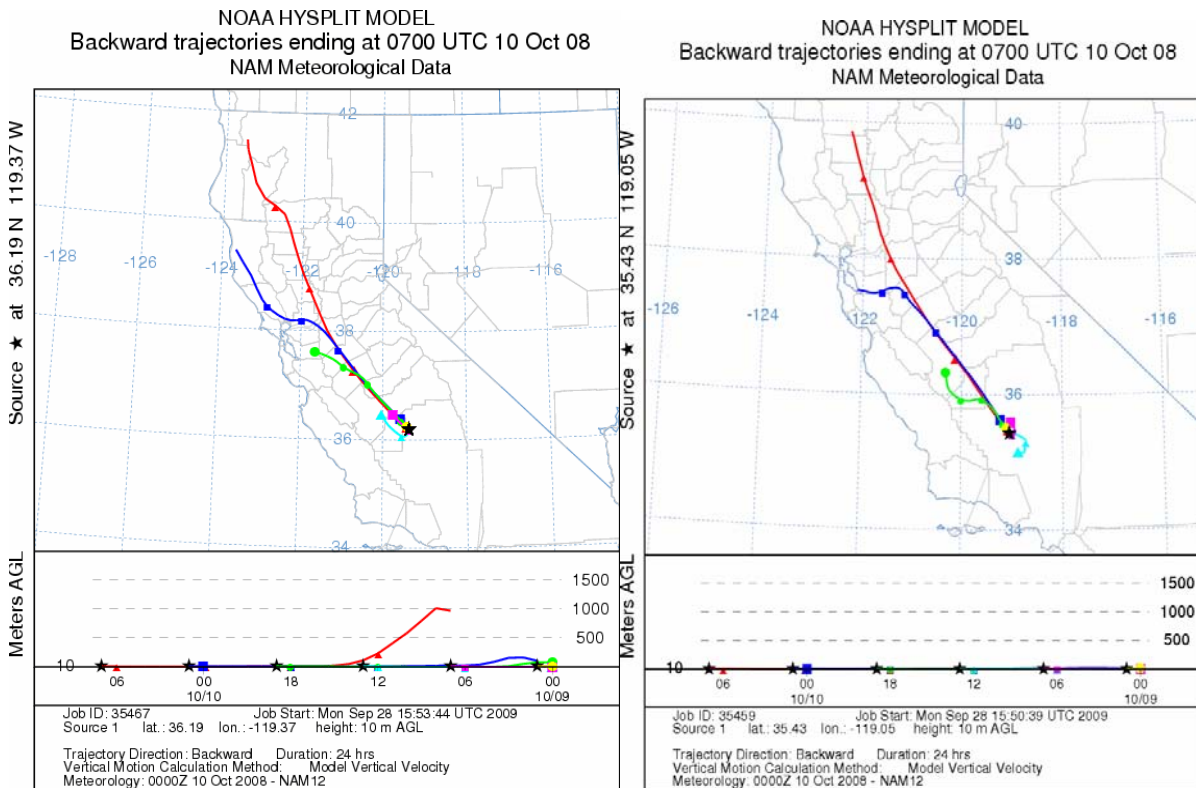 NOAA HYSPLIT MODEL
Backward trajectories ending at 0700 UTC 10 Oct 08
NAM Meteorological Data
Source ★ at 36.19 N 119.37 W
42
40
38
36
34
-128
-126
-124
-122
-120
-118
-116
Meters AGL
1500
1000
500
10
06 00 18 12 06 00
10/10 10/09
Job ID: 35467 Job Start: Mon Sep 28 15:53:44 UTC 2009
Source 1 lat.: 36.19 lon.: -119.37 height: 10 m AGL
Trajectory Direction: Backward Duration: 24 hrs
Vertical Motion Calculation Method: Model Vertical Velocity
Meteorology: 0000Z 10 Oct 2008 - NAM12
NOAA HYSPLIT MODEL
Backward trajectories ending at 0700 UTC 10 Oct 08
NAM Meteorological Data
Source ★ at 35.43 N 119.05 W
40
38
36
34
-126
-124
-122
-120
-118
-116
Meters AGL
1500
1000
500
10
06 00 18 12 06 00
10/10 10/09
Job ID: 35459 Job Start: Mon Sep 28 15:50:39 UTC 2009
Source 1 lat.: 35.43 lon.: -119.05 height: 10 m AGL
Trajectory Direction: Backward Duration: 24 hrs
Vertical Motion Calculation Method: Model Vertical Velocity
Meteorology: 0000Z 10 Oct 2008 - NAM12